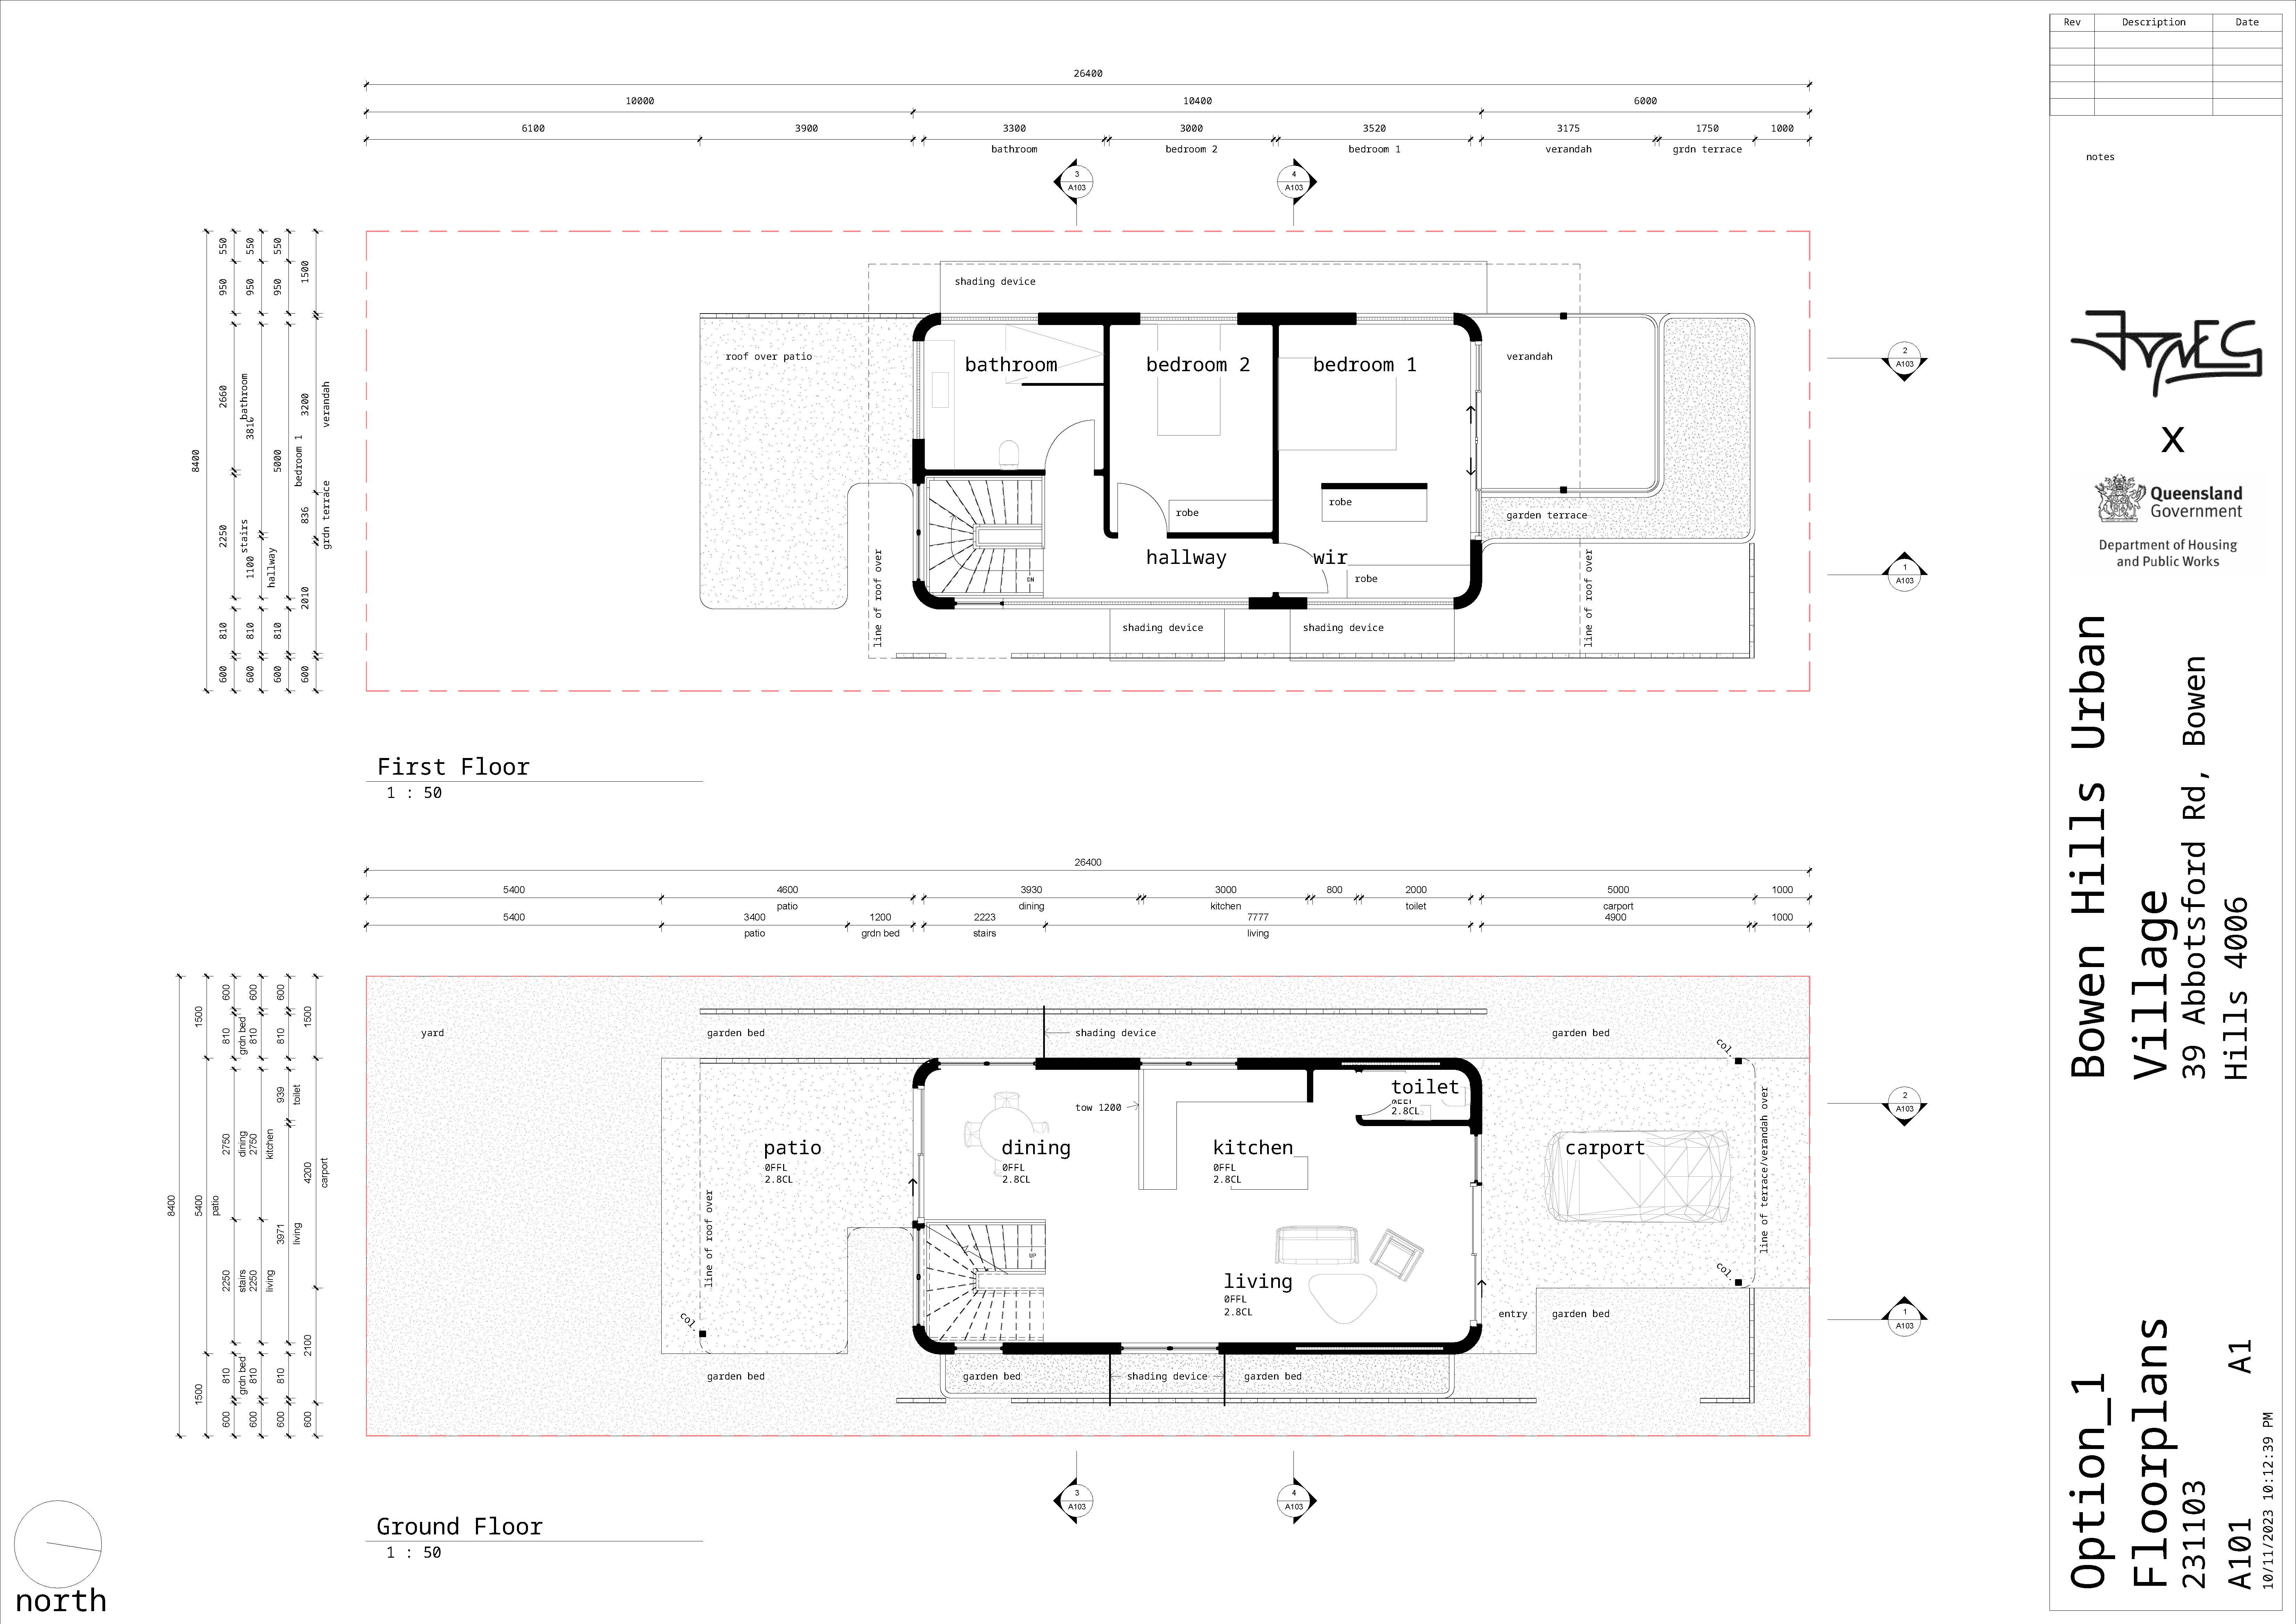 Rev Description Date
notes
26400
10000 10400 6000
6100 3900 3300 3000 3520 3175 1750 1000
bathroom bedroom 2 bedroom 1 verandah grdn terrace
3 A103
4 A103
8400
550 950 2660 2250 810 600
bathroom stairs
550 950 3810 1100 810 600
hallway
550 950 5000 810 600
bedroom 1
1500 3200 836 2010 600
verandah grdn terrace
shading device
roof over patio
bathroom
bedroom 2
bedroom 1
verandah
robe
robe
garden terrace
hallway
wir
robe
DN
line of roof over
line of roof over
shading device
shading device
2 A103
1 A103
First Floor
1 : 50
26400
5400 4600 3930 3000 800 2000 5000 1000
patio dining kitchen toilet carport
5400 3400 1200 2223 7777 4900 1000
patio grdn bed stairs living
8400
1500 5400 1500
patio
600 810 2750 2250 810 600
grdn bed dining stairs grdn bed
600 810 2750 2250 810 600
kitchen living
600 810 939 3971 810 600
toilet living
1500 4200 2100 600
carport
yard
garden bed
shading device
garden bed
col.
tow 1200
toilet
2.8CL
patio
0FFL
2.8CL
dining
0FFL
2.8CL
kitchen
0FFL
2.8CL
carport
line of roof over
line of terrace/verandah over
UP
living
0FFL
2.8CL
col.
col.
entry
garden bed
garden bed
garden bed
shading device
garden bed
2 A103
1 A103
3 A103
4 A103
Ground Floor
1 : 50
north
JONES
x
Queensland
Government
Department of Housing
and Public Works
Bowen Hills Urban
Village
39 Abbotsford Rd, Bowen
Hills 4006
Option_1
Floorplans
231103
A101 A1
10/11/2023 10:12:39 PM